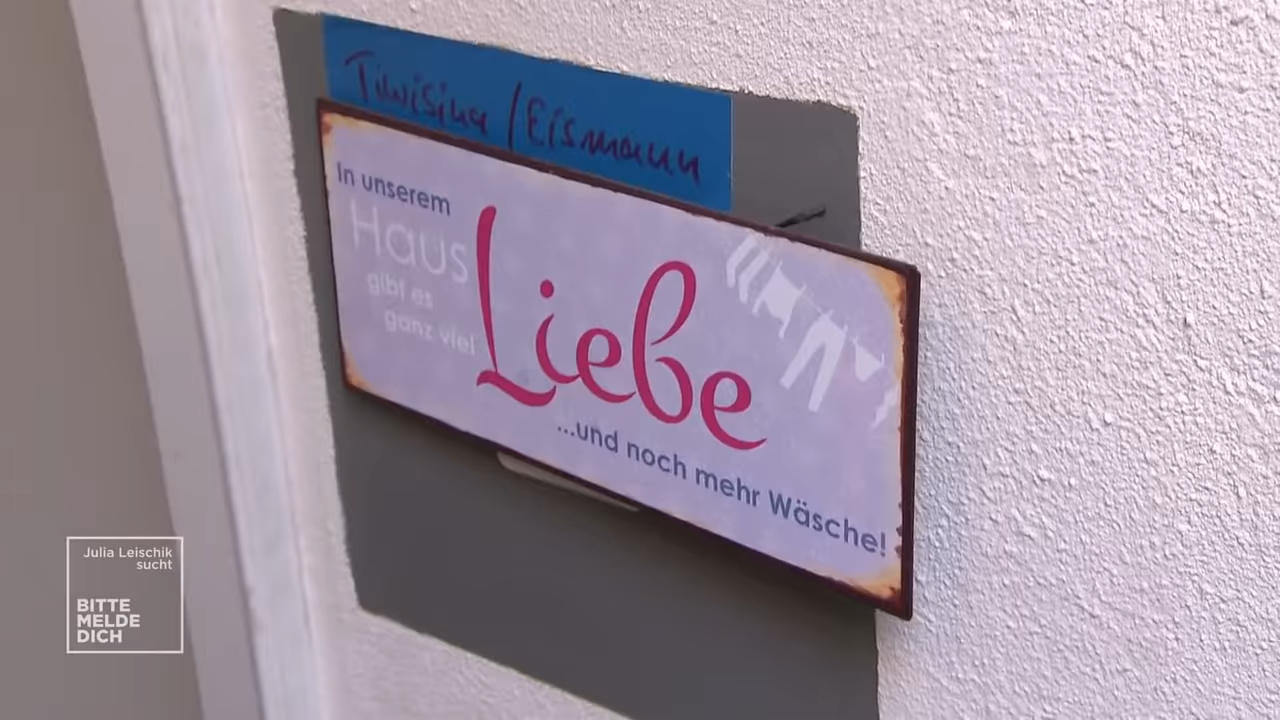 Tiwisina / Eismann
In unserem
Haus
gibt es
ganz viel
Liebe
...und noch mehr Wäsche!
Julia Leischik
sucht
BITTE
MELDE
DICH